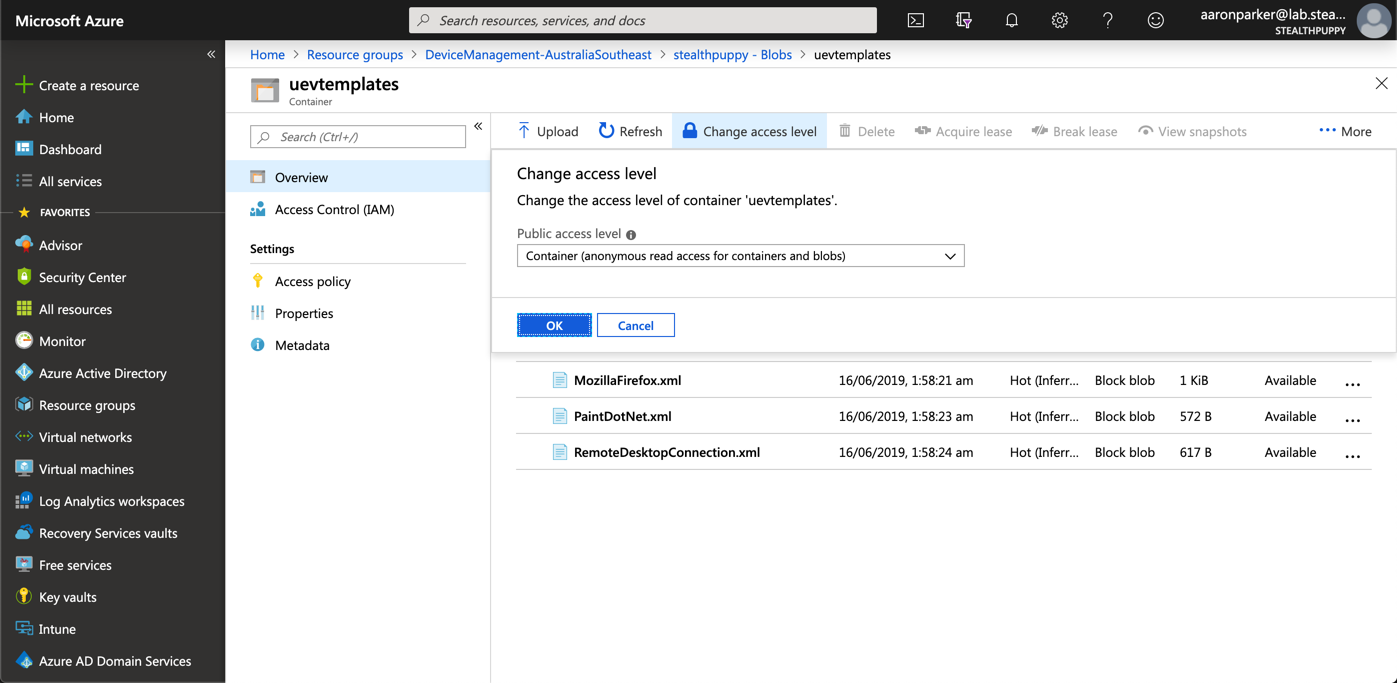 Microsoft Azure
Search resources, services, and docs
aaronparker@lab.stea...
STEALTHPUPPY
Home > Resource groups > DeviceManagement-AustraliaSoutheast > stealthpuppy - Blobs > uevtemplates
uevtemplates
Container
Create a resource
Home
Dashboard
All services
FAVORITES
Advisor
Security Center
All resources
Monitor
Azure Active Directory
Resource groups
Virtual networks
Virtual machines
Log Analytics workspaces
Recovery Services vaults
Free services
Key vaults
Intune
Azure AD Domain Services
Search (Ctrl+/)
Overview
Access Control (IAM)
Settings
Access policy
Properties
Metadata
Upload Refresh Change access level Delete Acquire lease Break lease View snapshots More
Change access level
Change the access level of container 'uevtemplates'.
Public access level
Container (anonymous read access for containers and blobs)
OK Cancel
MozillaFirefox.xml 16/06/2019, 1:58:21 am Hot (Inferr... Block blob 1 KiB Available ...
PaintDotNet.xml 16/06/2019, 1:58:23 am Hot (Inferr... Block blob 572 B Available ...
RemoteDesktopConnection.xml 16/06/2019, 1:58:24 am Hot (Inferr... Block blob 617 B Available ...